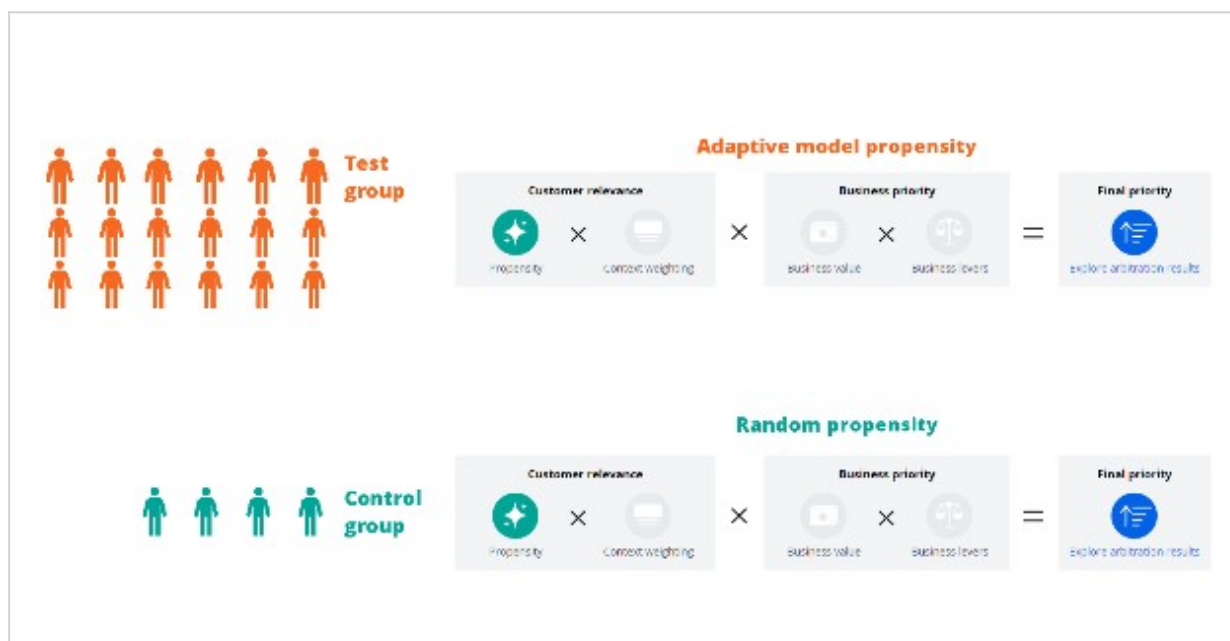 Adaptive model propensity
Test
group
Customer relevance
Business priority
Final priority
×
×
×
=
Propensity
Context weighting
Business value
Business levers
Explore arbitration results
Random propensity
Control
group
Customer relevance
Business priority
Final priority
×
×
×
=
Propensity
Context weighting
Business value
Business levers
Explore arbitration results